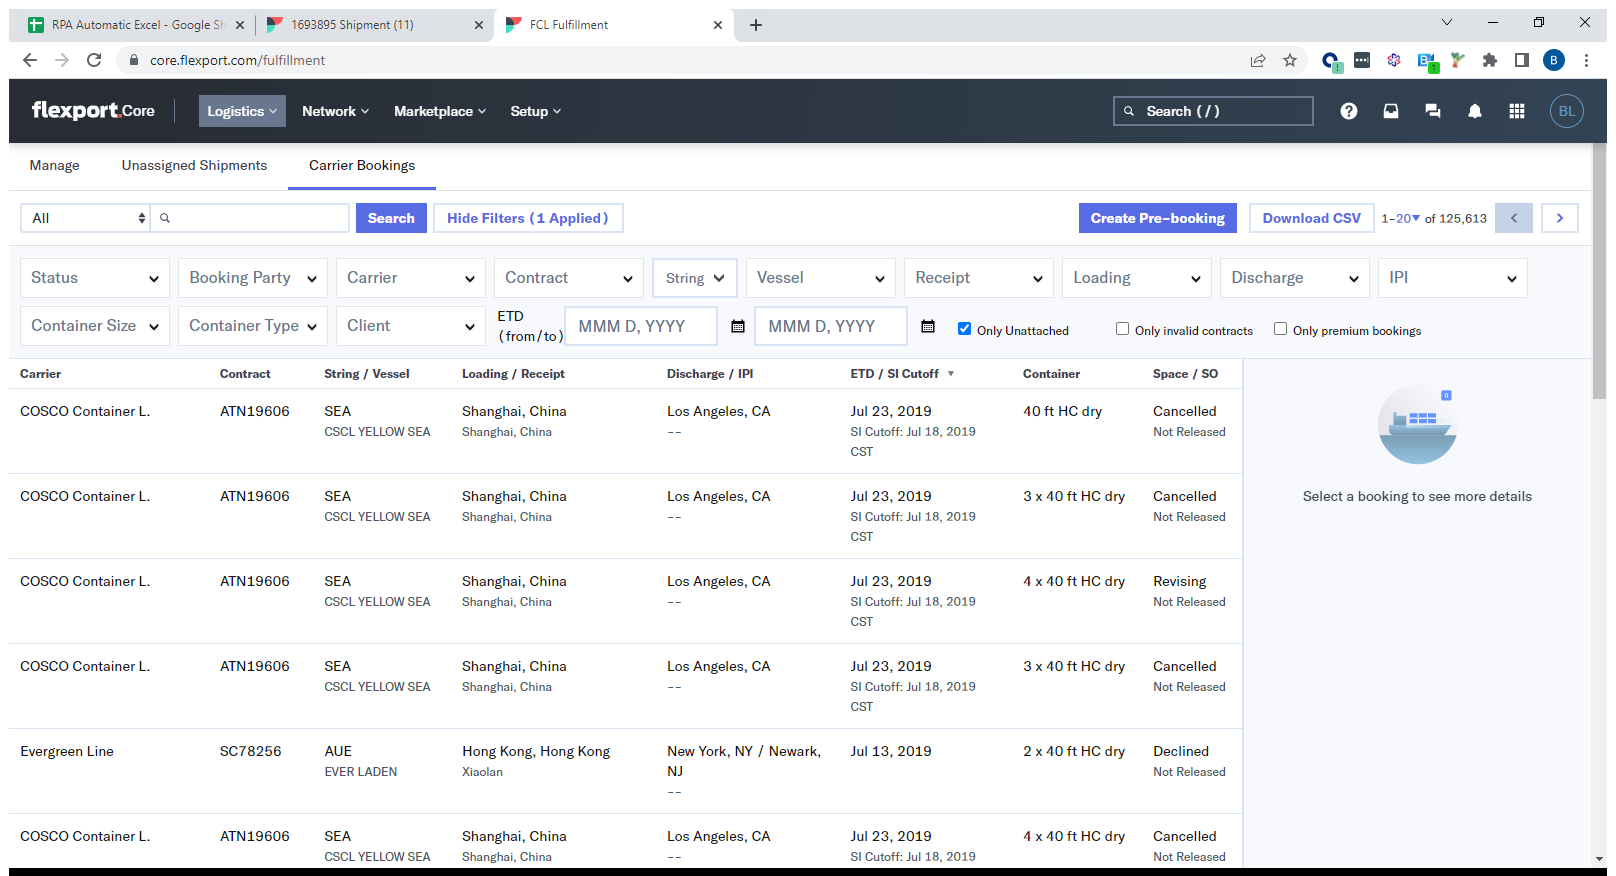 RPA Automatic Excel - Google Sh
1693895 Shipment (11)
FCL Fulfillment
core.flexport.com/fulfillment
B
flexport.Core
Logistics
Network
Marketplace
Setup
Search (/)
BL
Manage
Unassigned Shipments
Carrier Bookings
All
Search
Hide Filters (1 Applied)
Create Pre-booking
Download CSV
1-20▾ of 125,613
Status
Booking Party
Carrier
Contract
String
Vessel
Receipt
Loading
Discharge
IPI
Container Size
Container Type
Client
ETD
(from/to)
MMM D, YYYY
MMM D, YYYY
Only Unattached
Only invalid contracts
Only premium bookings
Carrier Contract String / Vessel Loading / Receipt Discharge / IPI ETD / SI Cutoff ▾ Container Space / SO
COSCO Container L. ATN19606 SEA Shanghai, China Los Angeles, CA Jul 23, 2019 40 ft HC dry Cancelled
CSCL YELLOW SEA Shanghai, China -- SI Cutoff: Jul 18, 2019 Not Released
CST
Select a booking to see more details
COSCO Container L. ATN19606 SEA Shanghai, China Los Angeles, CA Jul 23, 2019 3 x 40 ft HC dry Cancelled
CSCL YELLOW SEA Shanghai, China -- SI Cutoff: Jul 18, 2019 Not Released
CST
COSCO Container L. ATN19606 SEA Shanghai, China Los Angeles, CA Jul 23, 2019 4 x 40 ft HC dry Revising
CSCL YELLOW SEA Shanghai, China -- SI Cutoff: Jul 18, 2019 Not Released
CST
COSCO Container L. ATN19606 SEA Shanghai, China Los Angeles, CA Jul 23, 2019 3 x 40 ft HC dry Cancelled
CSCL YELLOW SEA Shanghai, China -- SI Cutoff: Jul 18, 2019 Not Released
CST
Evergreen Line SC78256 AUE Hong Kong, Hong Kong New York, NY / Newark, Jul 13, 2019 2 x 40 ft HC dry Declined
EVER LADEN Xiaolan NJ Not Released
--
COSCO Container L. ATN19606 SEA Shanghai, China Los Angeles, CA Jul 23, 2019 4 x 40 ft HC dry Cancelled
CSCL YELLOW SEA Shanghai, China -- SI Cutoff: Jul 18, 2019 Not Released